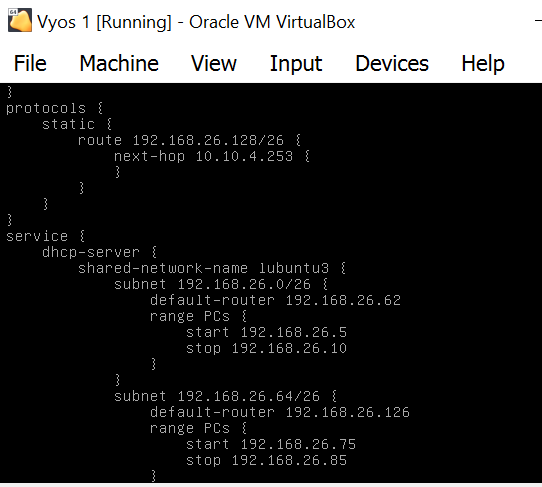 64
Vyos 1 [Running] - Oracle VM VirtualBox
File Machine View Input Devices Help
}
protocols {
    static {
        route 192.168.26.128/26 {
            next-hop 10.10.4.253 {
            }
        }
    }
}
service {
    dhcp-server {
        shared-network-name lubuntu3 {
            subnet 192.168.26.0/26 {
                default-router 192.168.26.62
                range PCs {
                    start 192.168.26.5
                    stop 192.168.26.10
                }
            }
            subnet 192.168.26.64/26 {
                default-router 192.168.26.126
                range PCs {
                    start 192.168.26.75
                    stop 192.168.26.85
                }